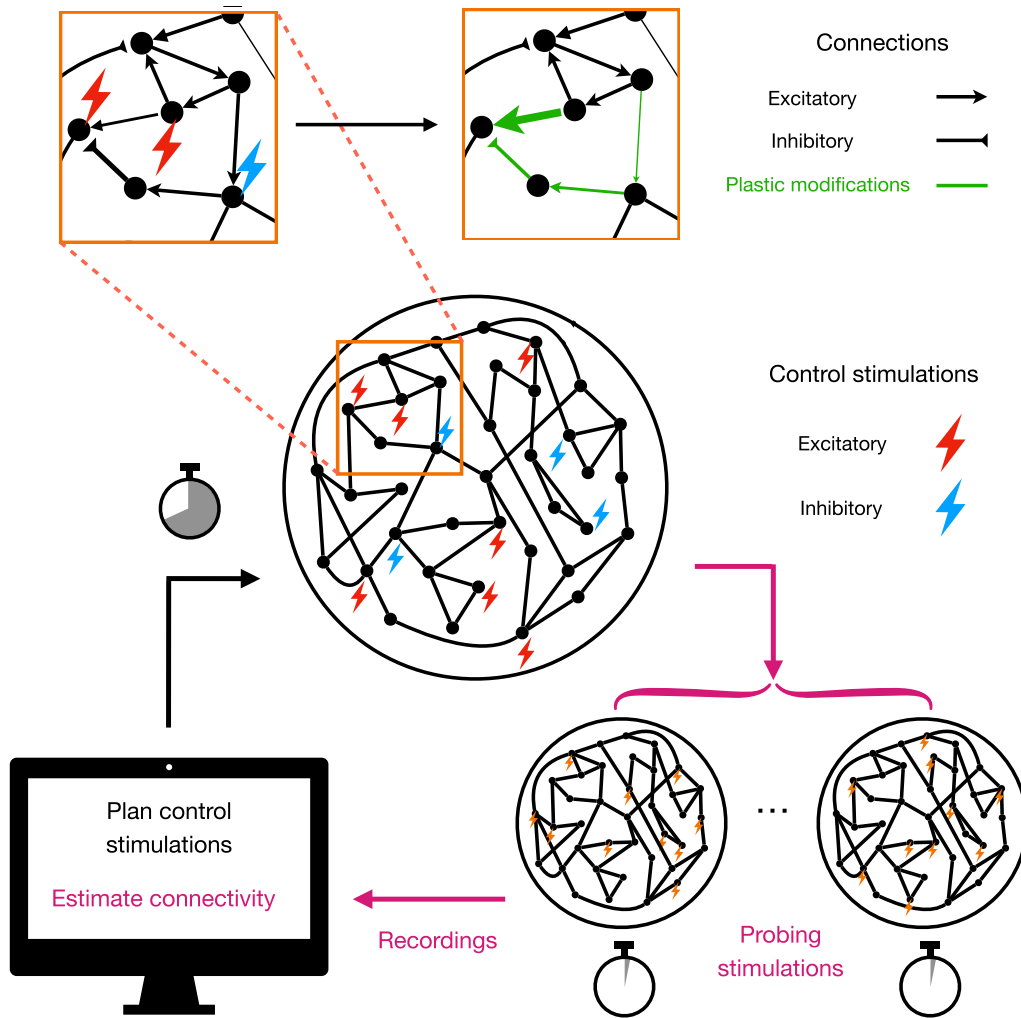 Connections
Excitatory
Inhibitory
Plastic modifications
Control stimulations
Excitatory
Inhibitory
Plan control
stimulations
Estimate connectivity
Recordings
...
Probing
stimulations